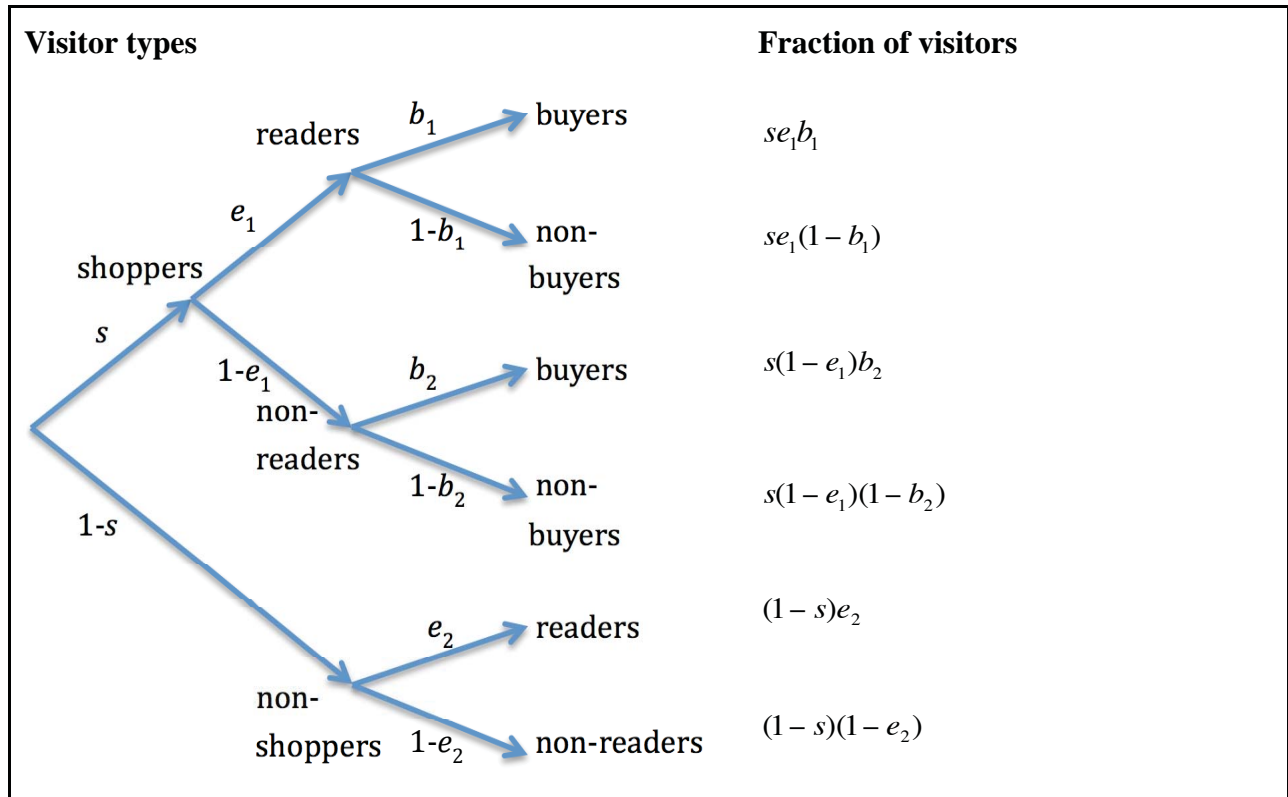 Visitor types Fraction of visitors
b₁ buyers
readers se₁b₁
e₁ 1-b₁ non-buyers se₁(1 – b₁)
shoppers
s
1-e₁ b₂ buyers s(1 – e₁)b₂
non-readers
1-b₂ non-buyers s(1 – e₁)(1 – b₂)
1-s
e₂ readers (1 – s)e₂
non-shoppers
1-e₂ non-readers (1 – s)(1 – e₂)